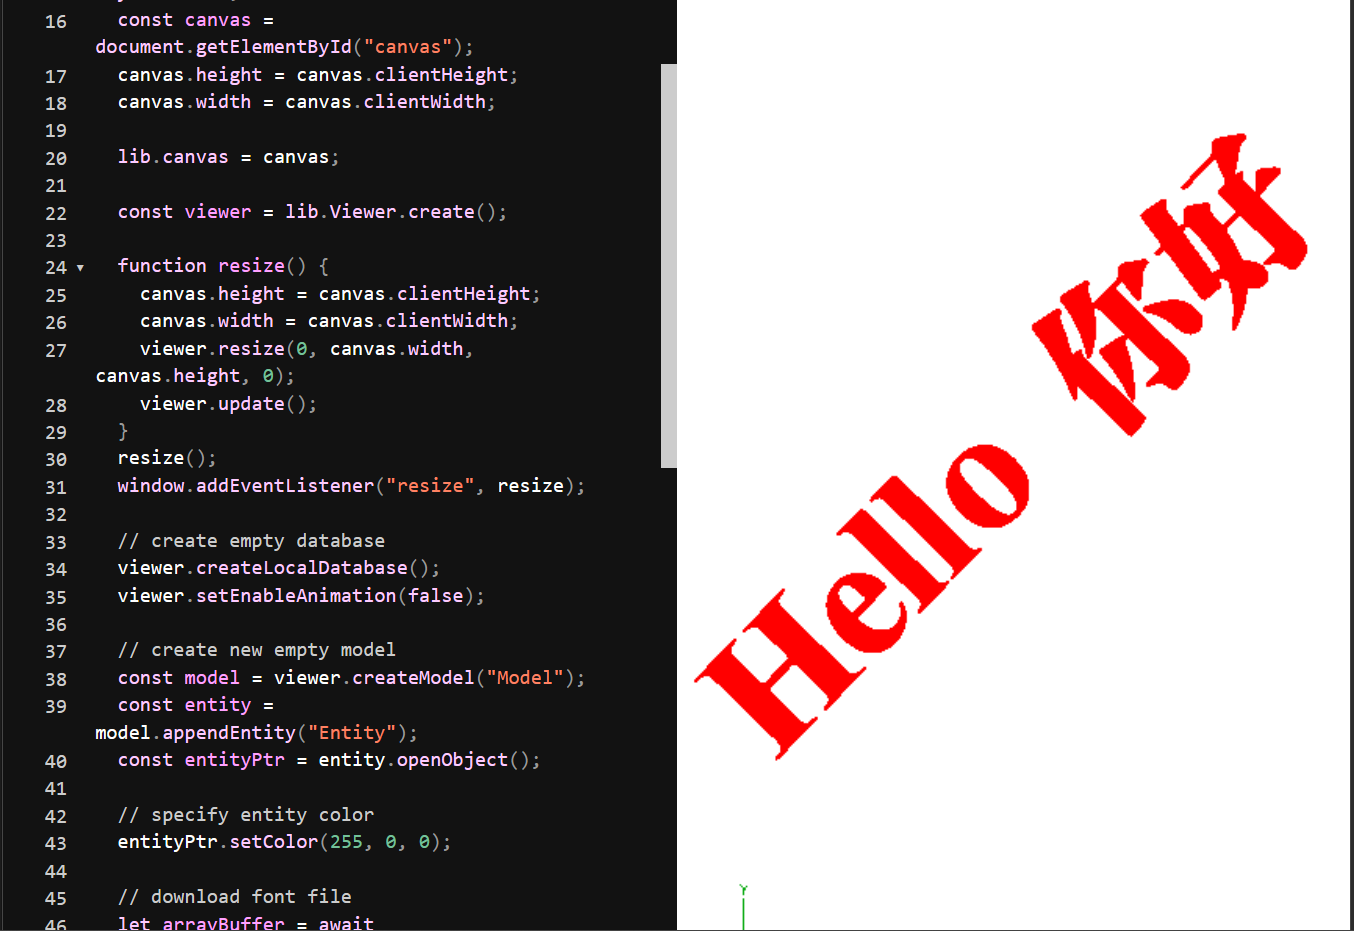 16 const canvas =
document.getElementById("canvas");
17 canvas.height = canvas.clientHeight;
18 canvas.width = canvas.clientWidth;
19
20 lib.canvas = canvas;
21
22 const viewer = lib.Viewer.create();
23
24 function resize() {
25 canvas.height = canvas.clientHeight;
26 canvas.width = canvas.clientWidth;
27 viewer.resize(0, canvas.width,
canvas.height, 0);
28 viewer.update();
29 }
30 resize();
31 window.addEventListener("resize", resize);
32
33 // create empty database
34 viewer.createLocalDatabase();
35 viewer.setEnableAnimation(false);
36
37 // create new empty model
38 const model = viewer.createModel("Model");
39 const entity =
model.appendEntity("Entity");
40 const entityPtr = entity.openObject();
41
42 // specify entity color
43 entityPtr.setColor(255, 0, 0);
44
45 // download font file
46 let arrayBuffer = await
Hello 你好
Y